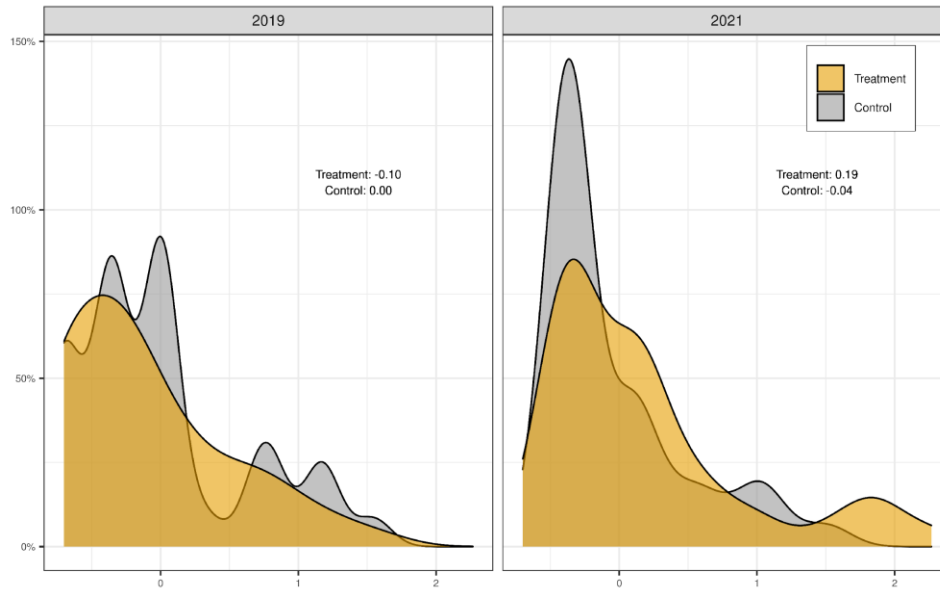 2019
2021
150%
100%
50%
0%
Treatment: -0.10
Control: 0.00
Treatment: 0.19
Control: -0.04
Treatment
Control
0
1
2
0
1
2